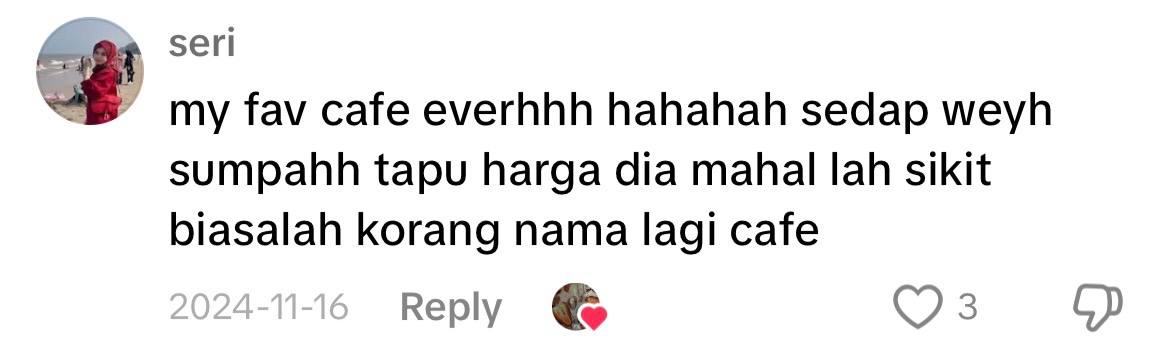 seri
my fav cafe everhhh hahahah sedap weyh
sumpahh tapu harga dia mahal lah sikit
biasalah korang nama lagi cafe
2024-11-16 Reply 3